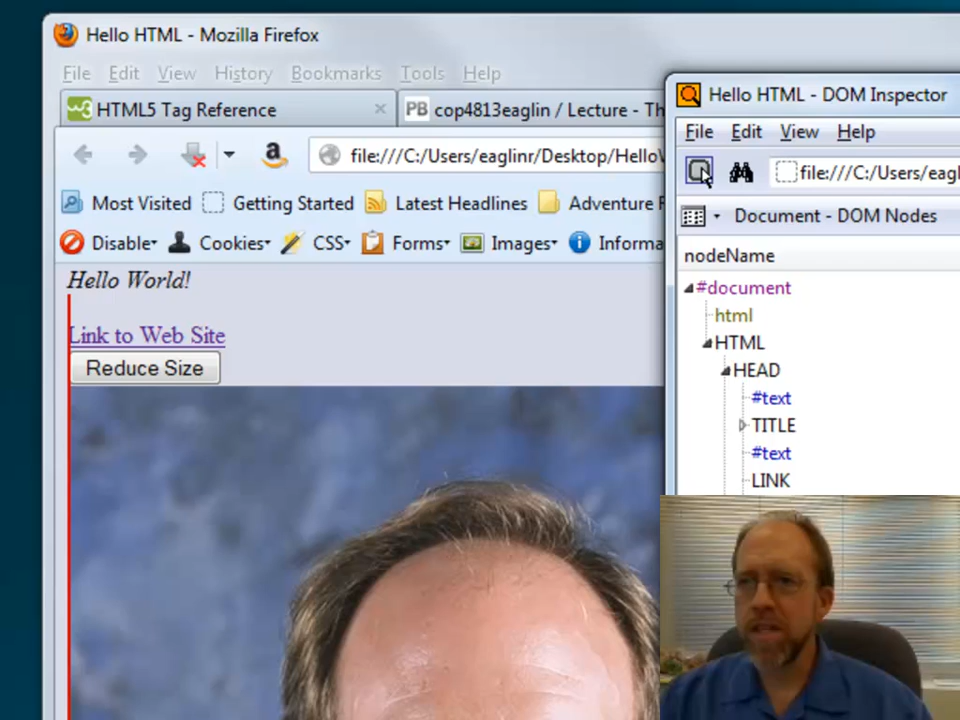 Hello HTML - Mozilla Firefox
File Edit View History Bookmarks Tools Help
HTML5 Tag Reference
PB cop4813eaglin / Lecture - Th
file:///C:/Users/eaglinr/Desktop/Hello
Most Visited Getting Started Latest Headlines Adventure
Disable Cookies CSS Forms Images Informa
Hello World!
Link to Web Site
Reduce Size
Hello HTML - DOM Inspector
File Edit View Help
file:///C:/Users/eagl
Document - DOM Nodes
nodeName
#document
html
HTML
HEAD
#text
TITLE
#text
LINK